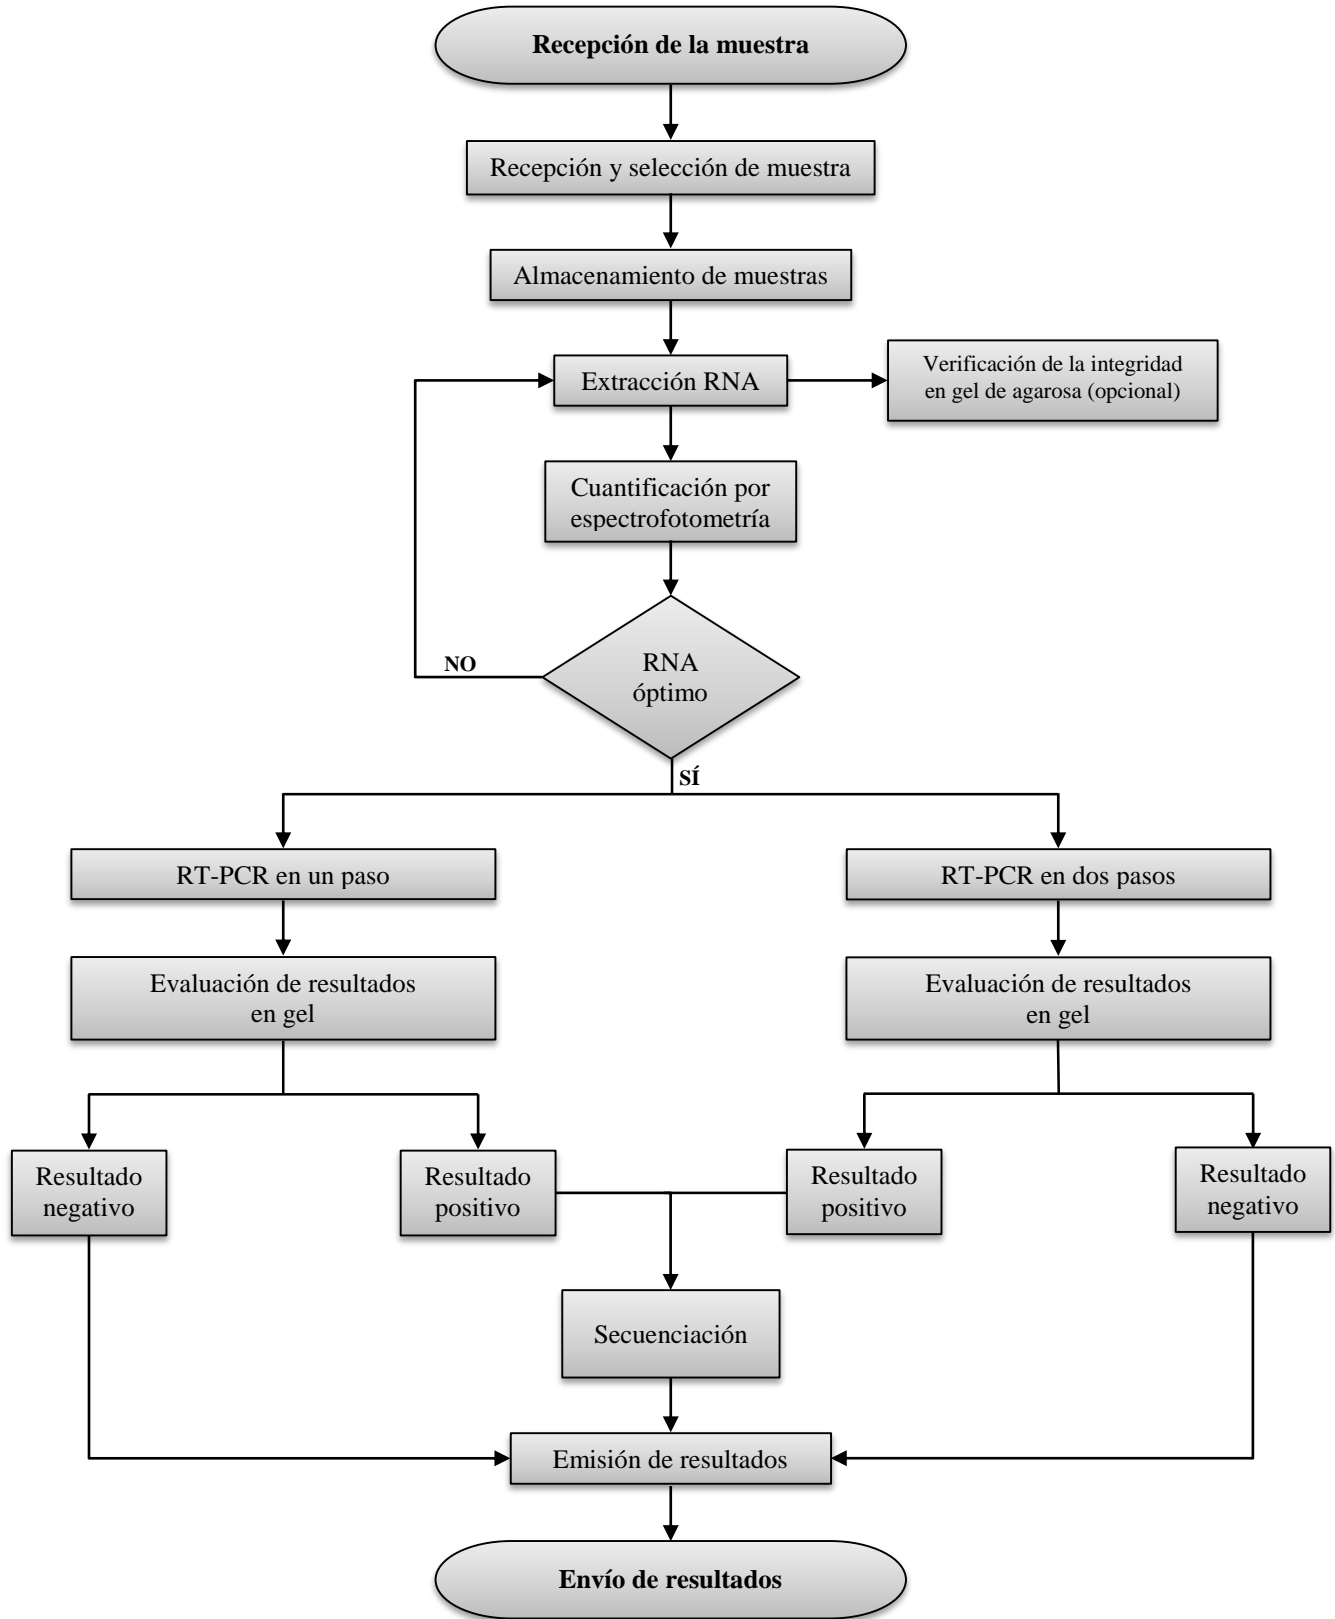 Recepción de la muestra
Recepción y selección de muestra
Almacenamiento de muestras
Extracción RNA
Verificación de la integridad
en gel de agarosa (opcional)
Cuantificación por
espectrofotometría
NO
RNA
óptimo
SÍ
RT-PCR en un paso
RT-PCR en dos pasos
Evaluación de resultados
en gel
Evaluación de resultados
en gel
Resultado
negativo
Resultado
positivo
Resultado
positivo
Resultado
negativo
Secuenciación
Emisión de resultados
Envío de resultados